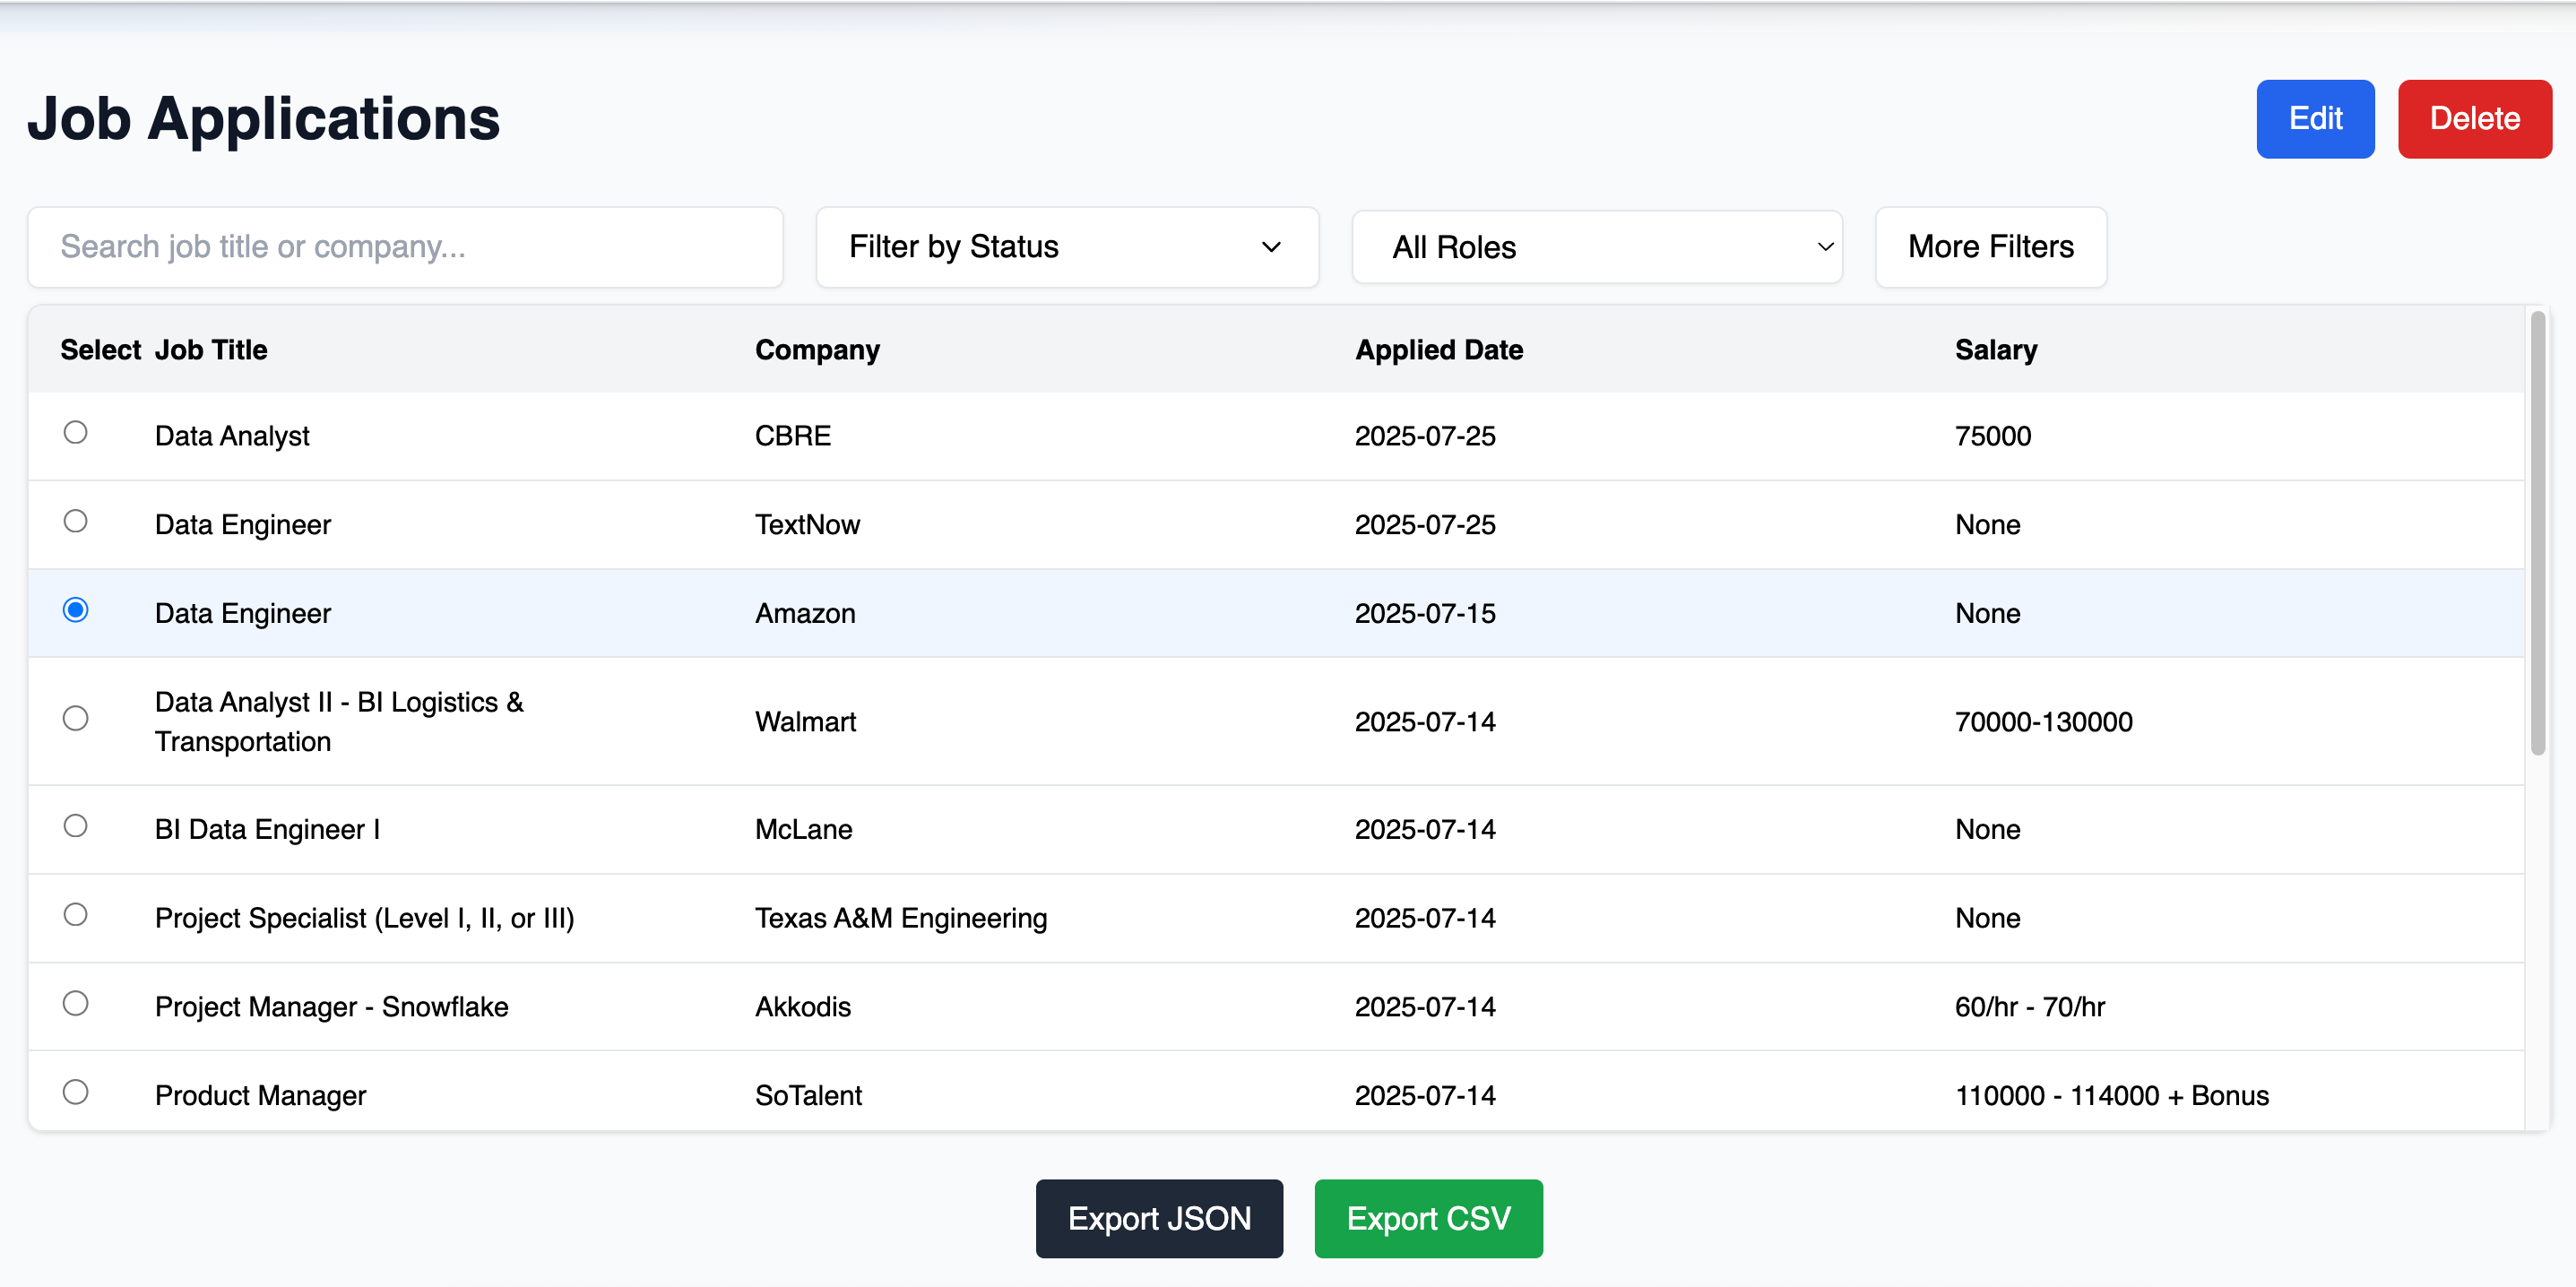 Job Applications
Edit
Delete
Search job title or company...
Filter by Status
All Roles
More Filters
Select Job Title Company Applied Date Salary
Data Analyst CBRE 2025-07-25 75000
Data Engineer TextNow 2025-07-25 None
Data Engineer Amazon 2025-07-15 None
Data Analyst II - BI Logistics &
Transportation Walmart 2025-07-14 70000-130000
BI Data Engineer I McLane 2025-07-14 None
Project Specialist (Level I, II, or III) Texas A&M Engineering 2025-07-14 None
Project Manager - Snowflake Akkodis 2025-07-14 60/hr - 70/hr
Product Manager SoTalent 2025-07-14 110000 - 114000 + Bonus
Export JSON
Export CSV